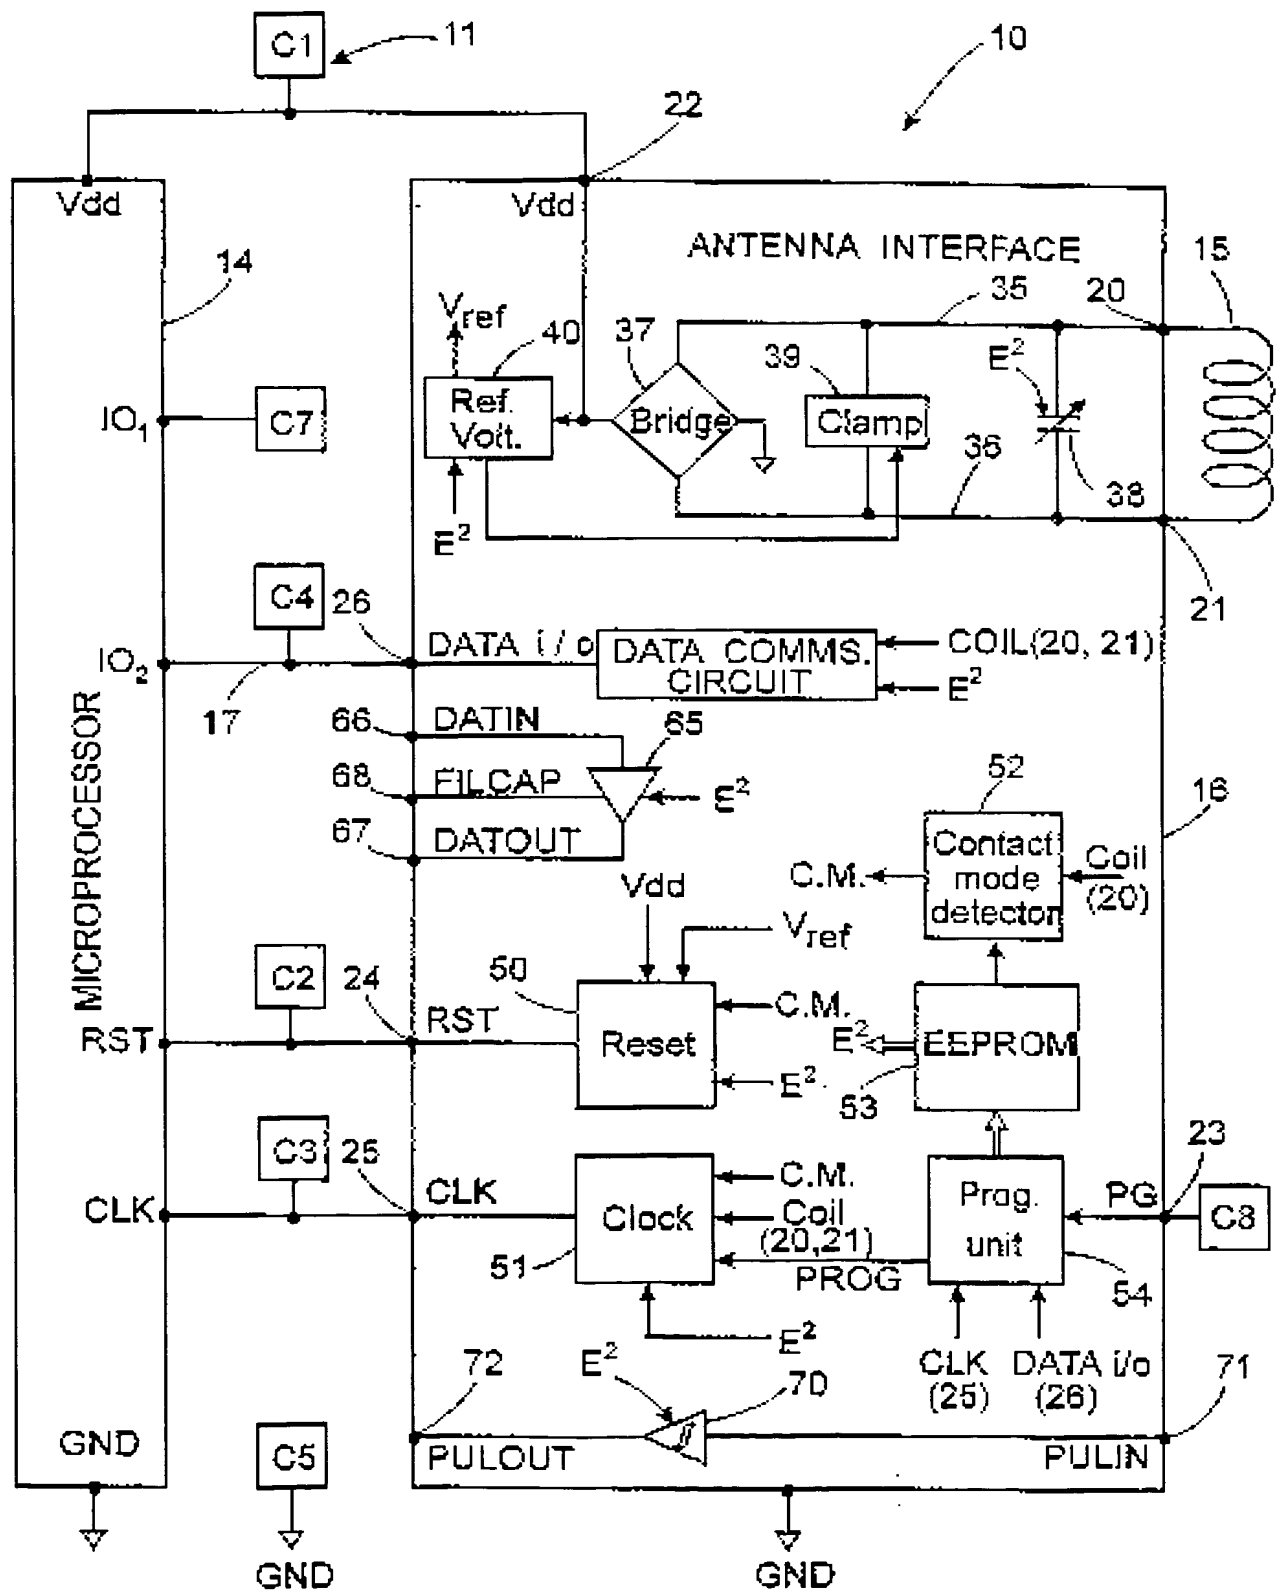 C1
11
10
22
Vdd
Vdd
ANTENNA INTERFACE
14
15
Vref
40
37
35
20
39
E²
Ref.
Voit.
Bridge
Clamp
IO1
C7
36
38
E²
21
C4
26
DATA i/o
DATA COMMS.
CIRCUIT
COIL(20, 21)
E²
IO2
17
66
DATIN
65
68
FILCAP
E²
52
16
67
DATOUT
Contact
mode
detector
C.M.
Coil
(20)
Vdd
Vref
MICROPROCESSOR
C2
24
50
RST
C.M.
RST
Reset
E²
EEPROM
E²
53
C3
25
23
CLK
CLK
C.M.
Clock
Coil
(20,21)
PROG
51
Prog.
unit
PG
C8
54
E²
CLK
(25)
DATA i/o
(26)
72
E²
70
71
GND
C5
PULOUT
PULIN
GND
GND